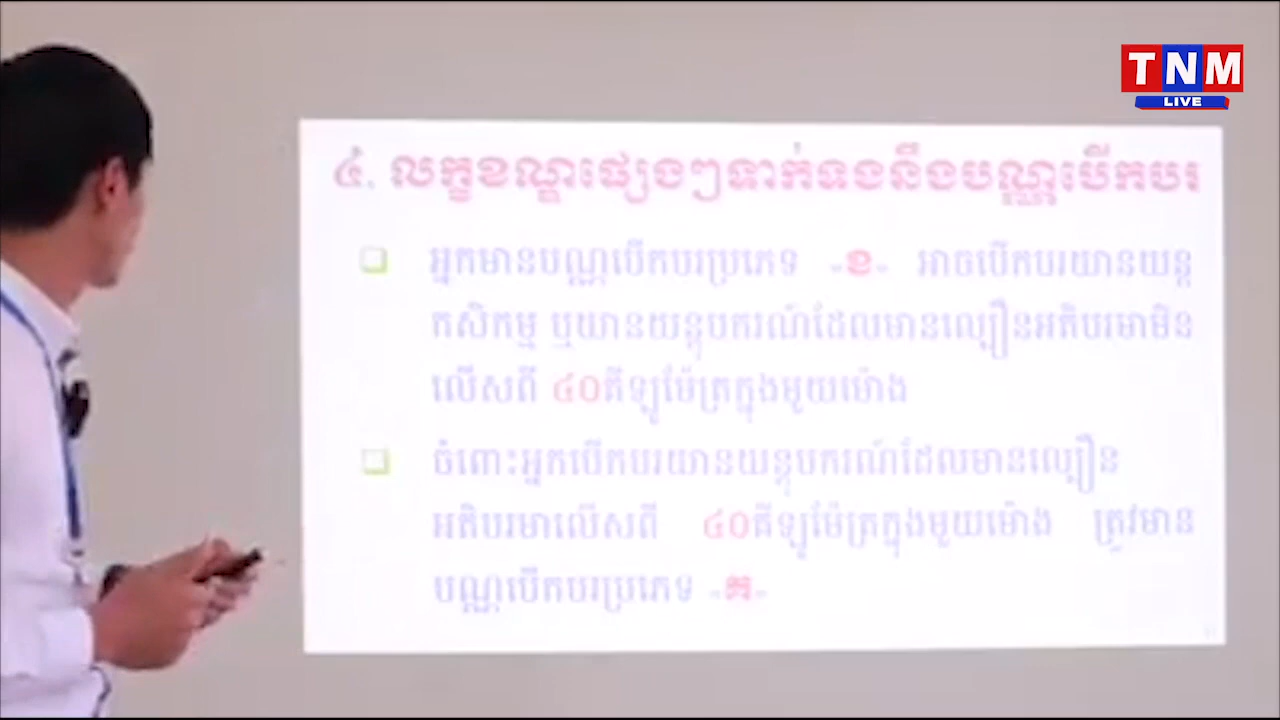 TNM
LIVE
៤. លក្ខខណ្ឌផ្សេងៗទាក់ទងនឹងបណ្ណបើកបរ
❑ អ្នកមានបណ្ណបើកបរប្រភេទ «ខ» អាចបើកបរយានយន្ត
កសិកម្ម ឬយានយន្តុបករណ៍ដែលមានល្បឿនអតិបរមាមិន
លើសពី ៤០គីឡូម៉ែត្រក្នុងមួយម៉ោង
❑ ចំពោះអ្នកបើកបរយានយន្តុបករណ៍ដែលមានល្បឿន
អតិបរមាលើសពី ៤០គីឡូម៉ែត្រក្នុងមួយម៉ោង ត្រូវមាន
បណ្ណបើកបរប្រភេទ «គ»